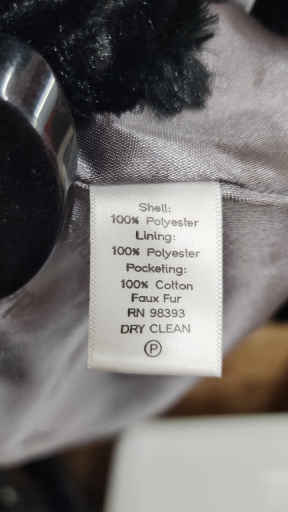 Shell:
100% Polyester
Lining:
100% Polyester
Pocketing:
100% Cotton
Faux Fur
RN 98393
DRY CLEAN
P